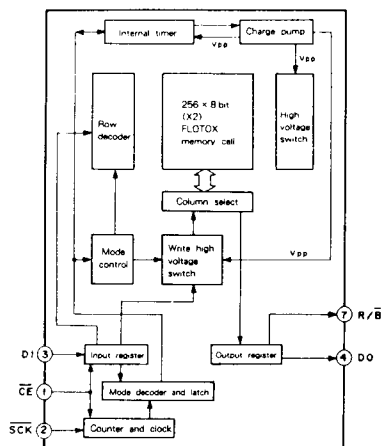 Internal timer
Charge pump
Vpp
Vpp
Row
decoder
256 × 8 bit
(X2)
FLOTOX
memory cell
High
voltage
switch
Column select
Mode
control
Write high
voltage
switch
Vpp
7 R/B̅
DI 3
Input register
Output register
4 DO
C̅E̅ 1
Mode decoder and latch
S̅C̅K̅ 2
Counter and clock